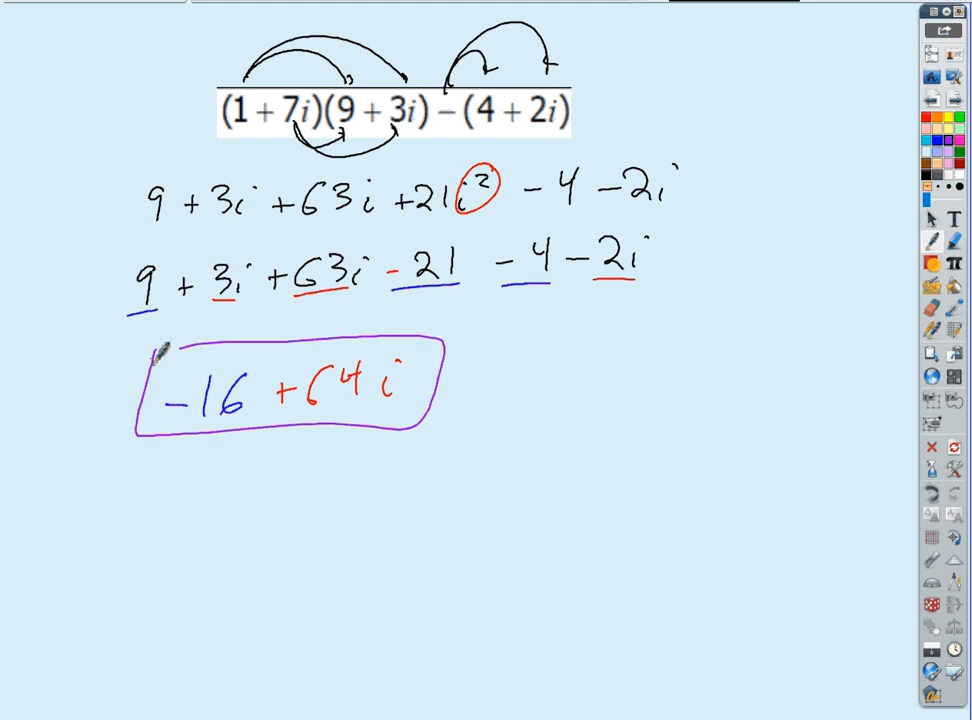 (1 + 7i)(9 + 3i) – (4 + 2i)
9 + 3i + 63i + 21i² - 4 - 2i
9 + 3i + 63i - 21 - 4 - 2i
-16 + 64i
T
π